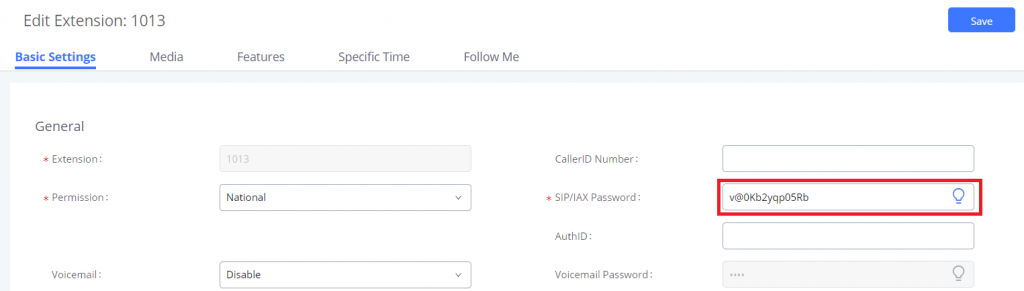 Edit Extension: 1013
Save
Basic Settings Media Features Specific Time Follow Me
General
* Extension : 1013 CallerID Number :
* Permission : National * SIP/IAX Password : v@0Kb2yqp05Rb
AuthID :
Voicemail : Disable Voicemail Password : ••••